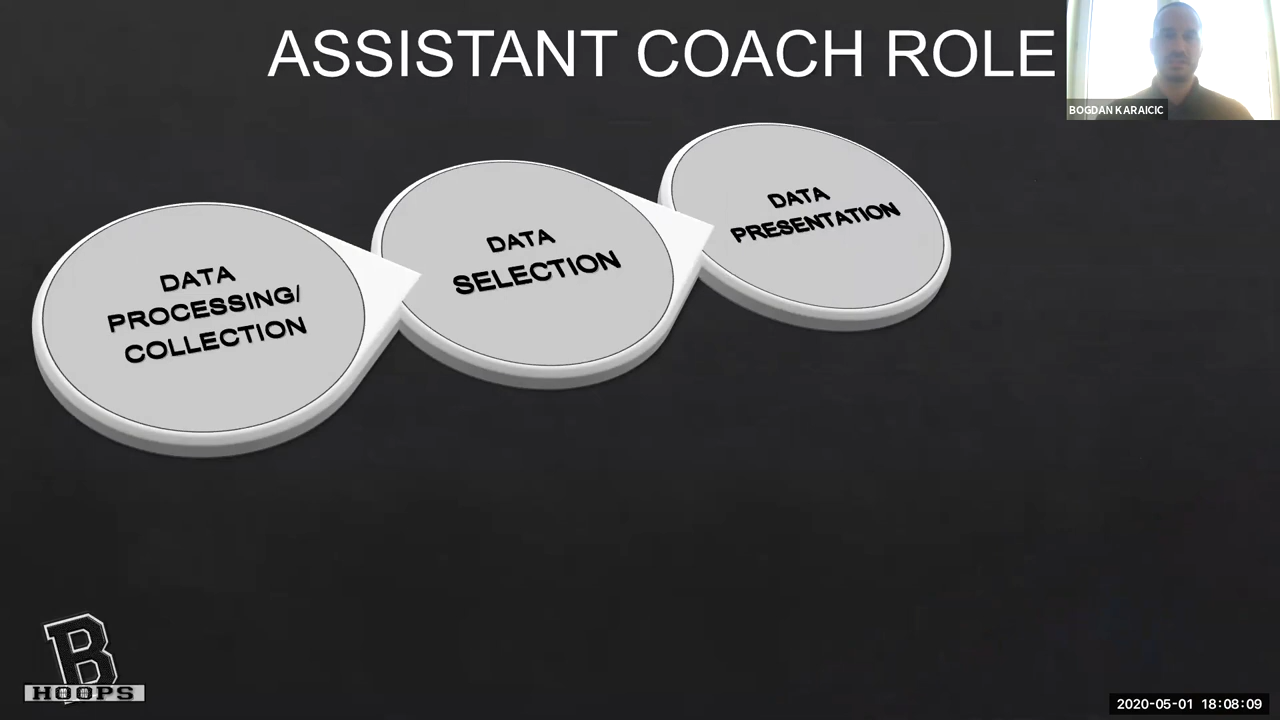 ASSISTANT COACH ROLE
BOGDAN KARAICIC
DATA
PROCESSING/
COLLECTION
DATA
SELECTION
DATA
PRESENTATION
B
HOOPS
2020-05-01 18:08:09